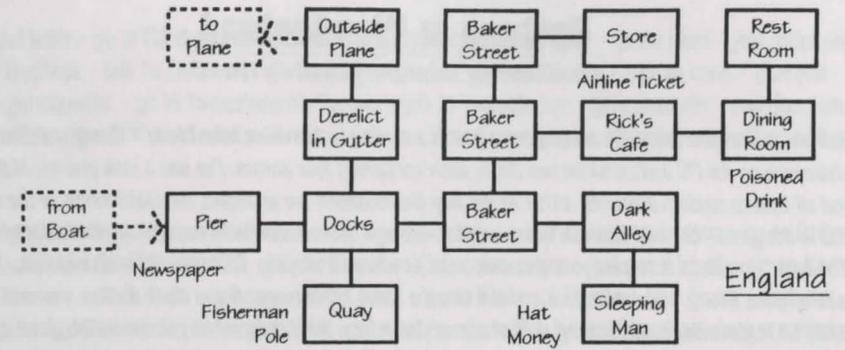 to
Plane
Outside
Plane
Baker
Street
Store
Rest
Room
Airline Ticket
Derelict
in Gutter
Baker
Street
Rick's
Cafe
Dining
Room
Poisoned
Drink
from
Boat
Pier
Docks
Baker
Street
Dark
Alley
Newspaper
England
Fisherman
Pole
Quay
Hat
Money
Sleeping
Man